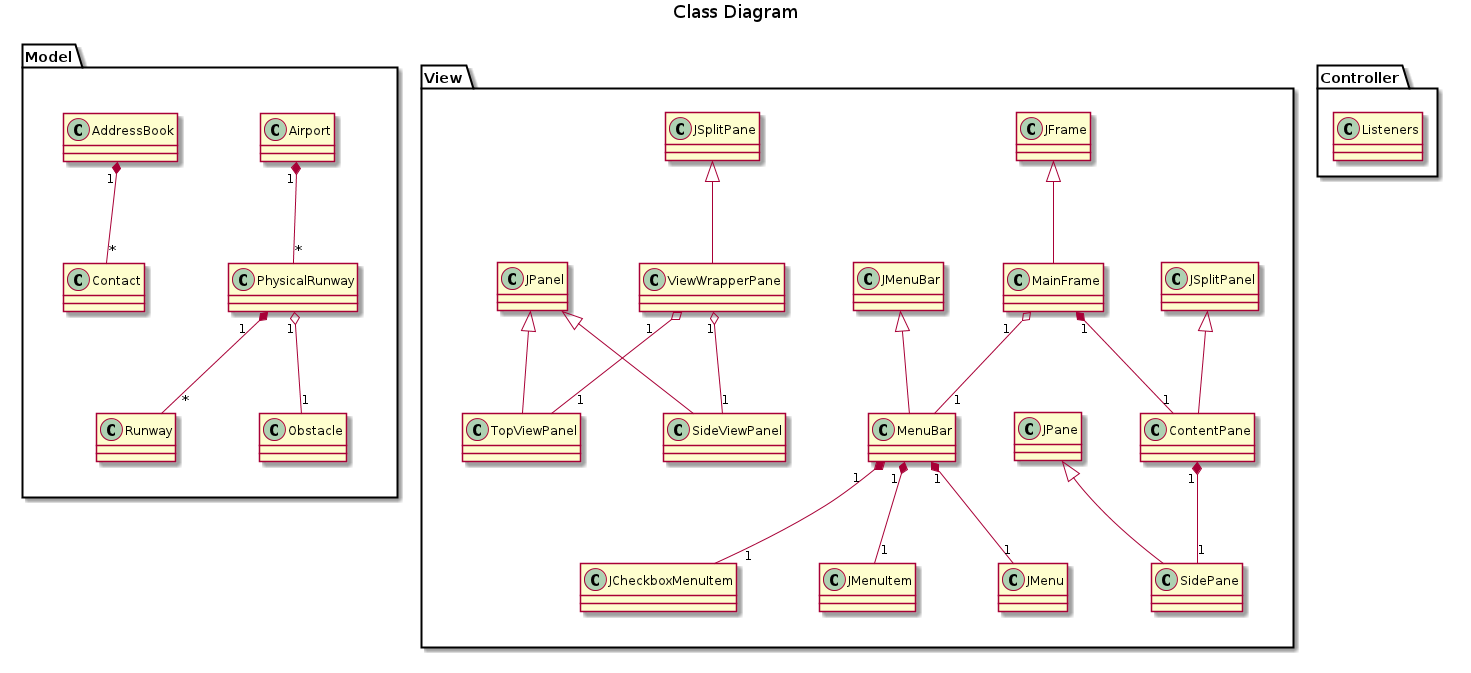 Class Diagram
Model
View
Controller
C AddressBook
C Airport
C JSplitPane
C JFrame
C Listeners
1
1
*
*
C Contact
C PhysicalRunway
C JPanel
C ViewWrapperPane
C JMenuBar
C MainFrame
C JSplitPanel
1
1
1
1
1
1
*
1
1
1
1
1
C Runway
C Obstacle
C TopViewPanel
C SideViewPanel
C MenuBar
C JPane
C ContentPane
1
1
1
1
1
1
1
1
C JCheckboxMenuItem
C JMenuItem
C JMenu
C SidePane